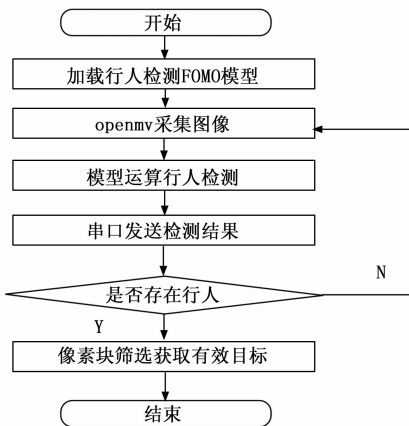 开始
加载行人检测FOMO模型
openmv采集图像
模型运算行人检测
串口发送检测结果
是否存在行人
N
Y
像素块筛选获取有效目标
结束